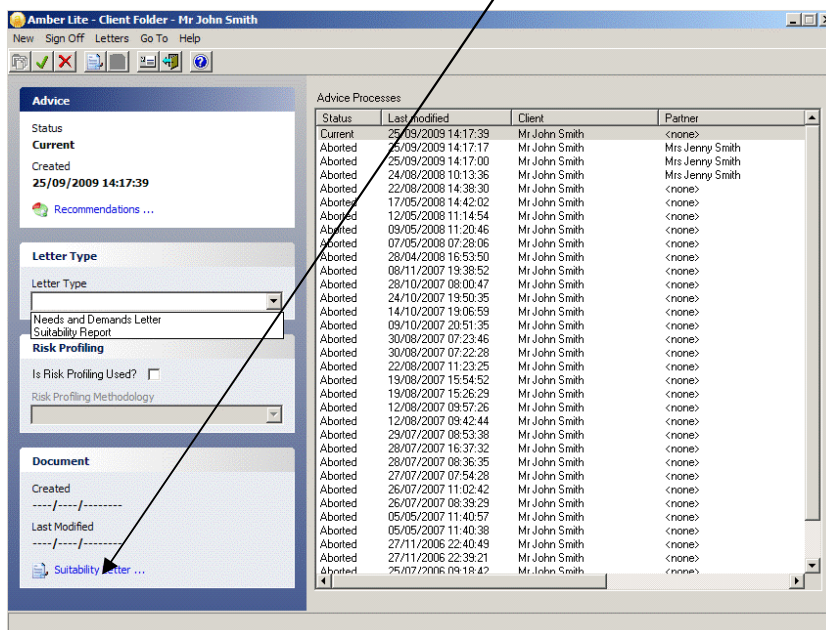 Amber Lite - Client Folder - Mr John Smith
New Sign Off Letters Go To Help
Advice
Status
Current
Created
25/09/2009 14:17:39
Recommendations ...
Letter Type
Letter Type
Needs and Demands Letter
Suitability Report
Risk Profiling
Is Risk Profiling Used?
Risk Profiling Methodology
Document
Created
----/----/--------
Last Modified
----/----/--------
Suitability Letter ...
Advice Processes
Status Last modified Client Partner
Current 25/09/2009 14:17:39 Mr John Smith <none>
Aborted 25/09/2009 14:17:17 Mr John Smith Mrs Jenny Smith
Aborted 25/09/2009 14:17:00 Mr John Smith Mrs Jenny Smith
Aborted 24/08/2008 10:13:36 Mr John Smith Mrs Jenny Smith
Aborted 22/08/2008 14:38:30 Mr John Smith <none>
Aborted 17/05/2008 14:42:02 Mr John Smith <none>
Aborted 12/05/2008 11:14:54 Mr John Smith <none>
Aborted 09/05/2008 11:20:46 Mr John Smith <none>
Aborted 07/05/2008 07:28:06 Mr John Smith <none>
Aborted 28/04/2008 16:53:50 Mr John Smith <none>
Aborted 08/11/2007 19:38:52 Mr John Smith <none>
Aborted 28/10/2007 08:00:47 Mr John Smith <none>
Aborted 24/10/2007 19:50:35 Mr John Smith <none>
Aborted 14/10/2007 19:06:59 Mr John Smith <none>
Aborted 09/10/2007 20:51:35 Mr John Smith <none>
Aborted 30/08/2007 07:23:46 Mr John Smith <none>
Aborted 30/08/2007 07:22:28 Mr John Smith <none>
Aborted 22/08/2007 11:23:25 Mr John Smith <none>
Aborted 19/08/2007 15:54:52 Mr John Smith <none>
Aborted 19/08/2007 15:26:29 Mr John Smith <none>
Aborted 12/08/2007 09:57:26 Mr John Smith <none>
Aborted 12/08/2007 09:42:44 Mr John Smith <none>
Aborted 29/07/2007 08:53:38 Mr John Smith <none>
Aborted 28/07/2007 16:37:32 Mr John Smith <none>
Aborted 28/07/2007 08:36:35 Mr John Smith <none>
Aborted 27/07/2007 07:54:28 Mr John Smith <none>
Aborted 26/07/2007 11:02:42 Mr John Smith <none>
Aborted 26/07/2007 08:39:29 Mr John Smith <none>
Aborted 05/05/2007 11:40:57 Mr John Smith <none>
Aborted 05/05/2007 11:40:38 Mr John Smith <none>
Aborted 27/11/2006 22:40:49 Mr John Smith <none>
Aborted 27/11/2006 22:39:21 Mr John Smith <none>
Aborted 25/07/2006 09:18:42 Mr John Smith <none>